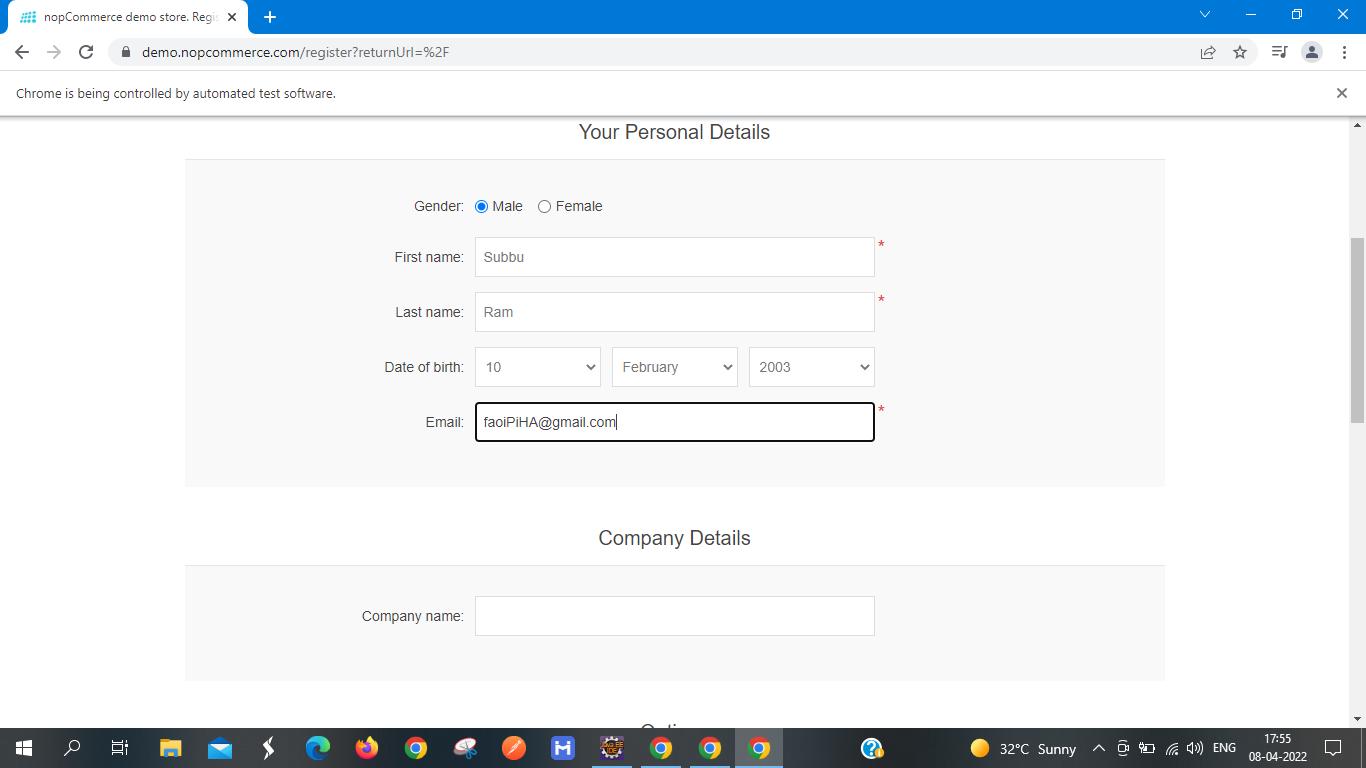 nopCommerce demo store. Regis
demo.nopcommerce.com/register?returnUrl=%2F
Chrome is being controlled by automated test software.
Your Personal Details
Gender: Male Female
First name: Subbu *
Last name: Ram *
Date of birth: 10 February 2003
Email: faoiPiHA@gmail.com *
Company Details
Company name:
32°C Sunny ENG 17:55
08-04-2022